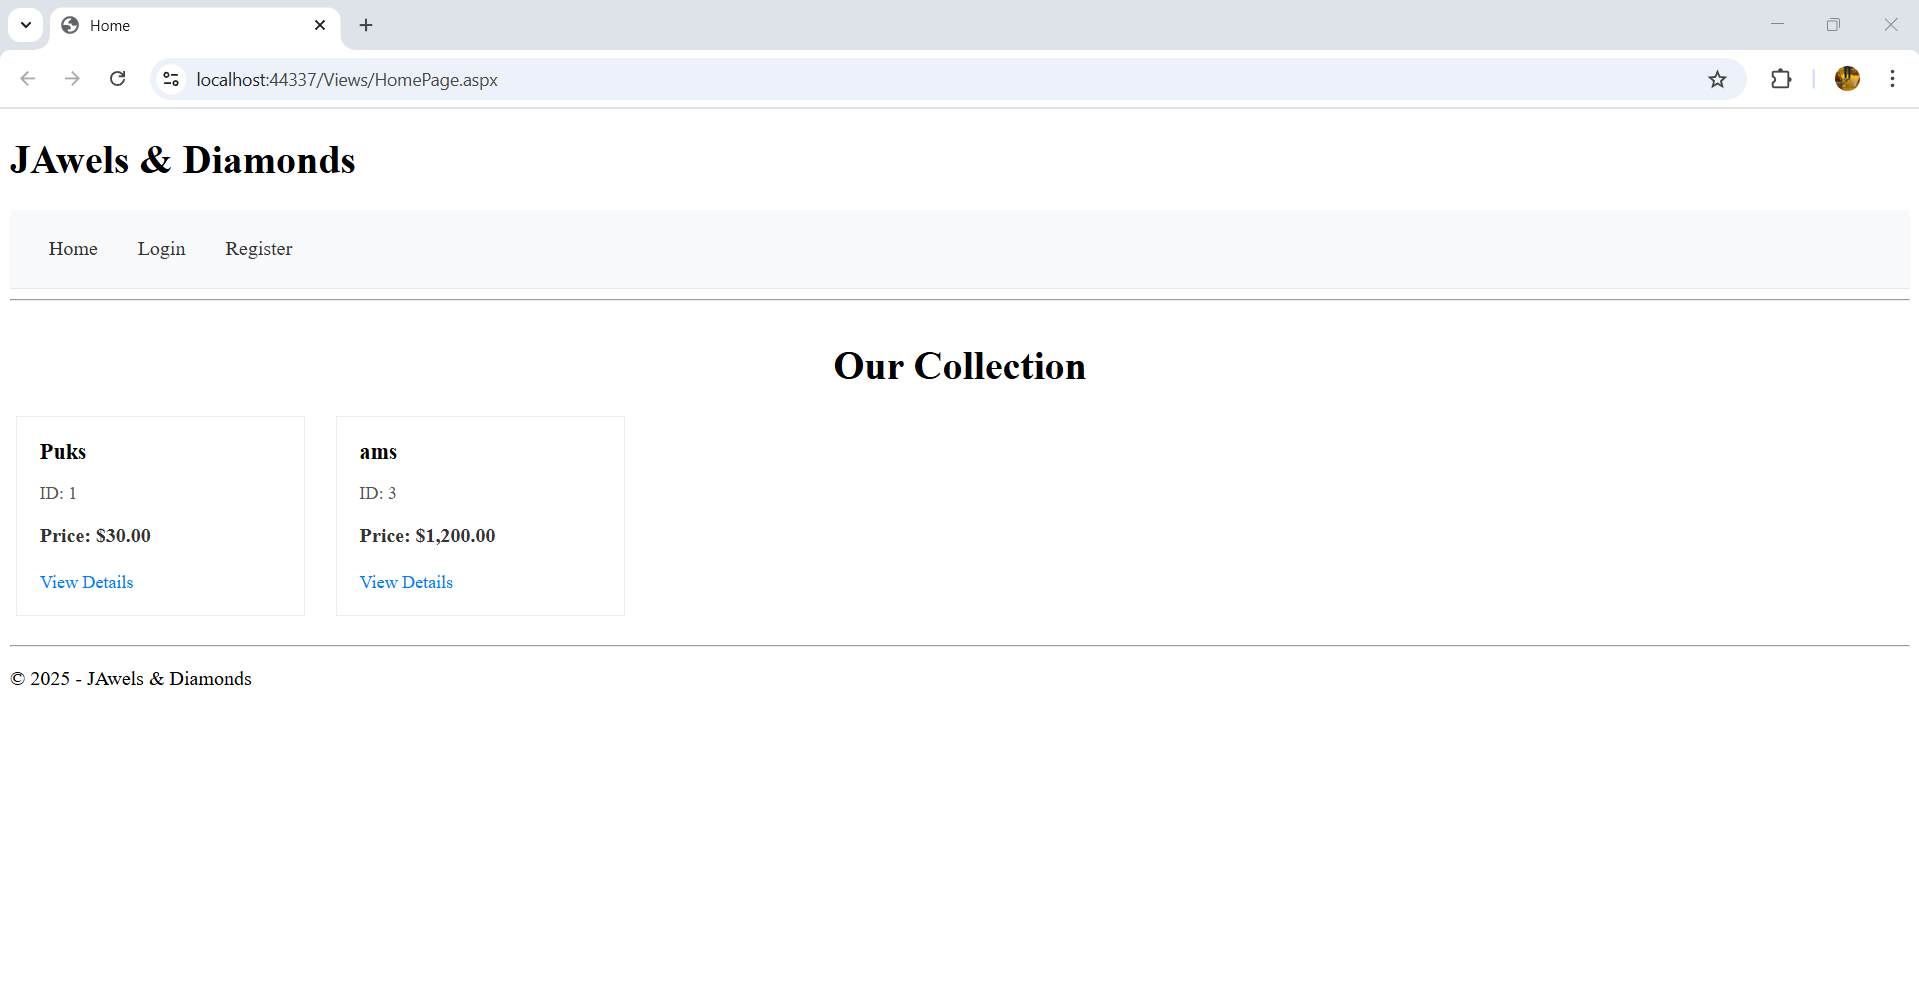 Home
localhost:44337/Views/HomePage.aspx
JAwels & Diamonds
Home Login Register
Our Collection
Puks
ID: 1
Price: $30.00
View Details
ams
ID: 3
Price: $1,200.00
View Details
© 2025 - JAwels & Diamonds